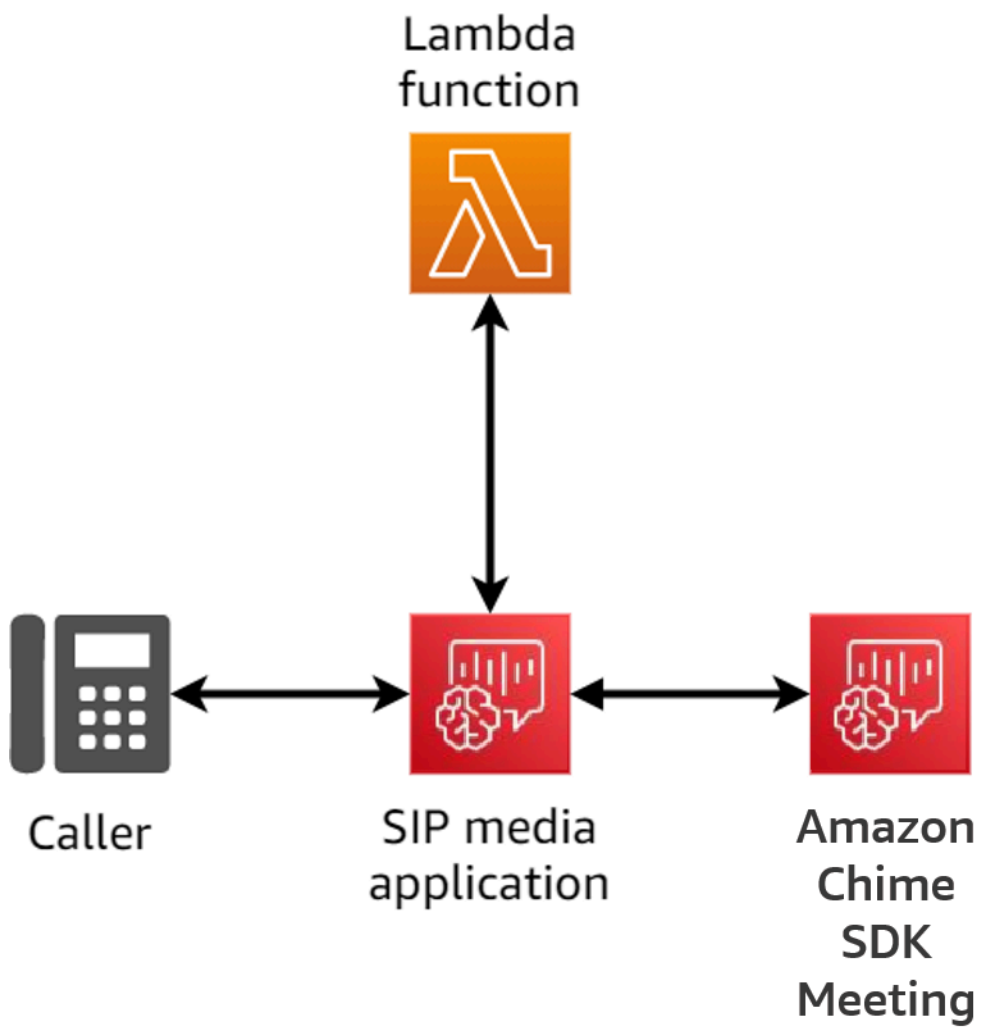 Lambda
function
Caller
SIP media
application
Amazon
Chime
SDK
Meeting